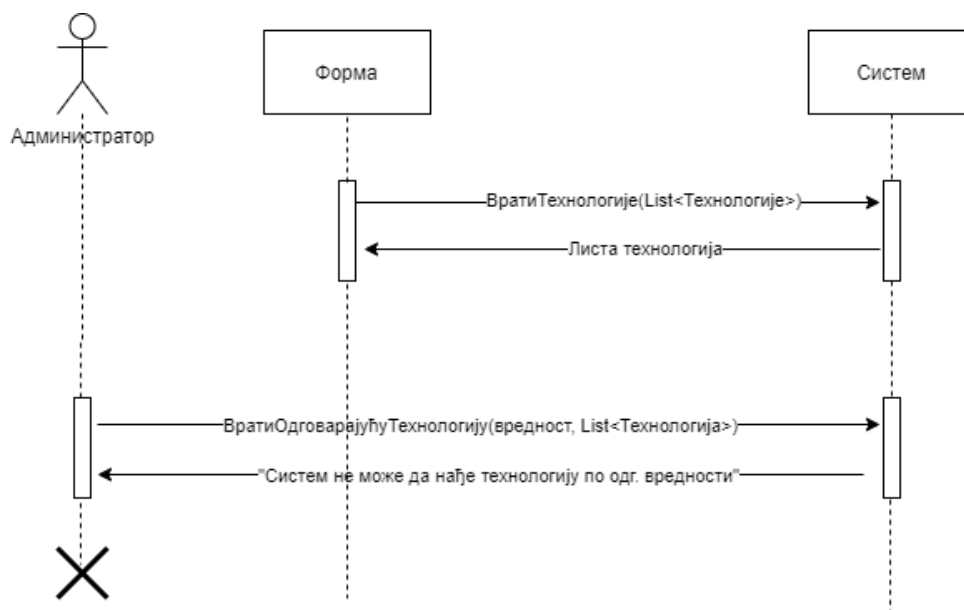 Форма
Систем
Администратор
ВратиТехнологије(List<Технологије>)
Листа технологија
ВратиОдговарајућуТехнологију(вредност, List<Технологија>)
"Систем не може да нађе технологију по одг. вредности"